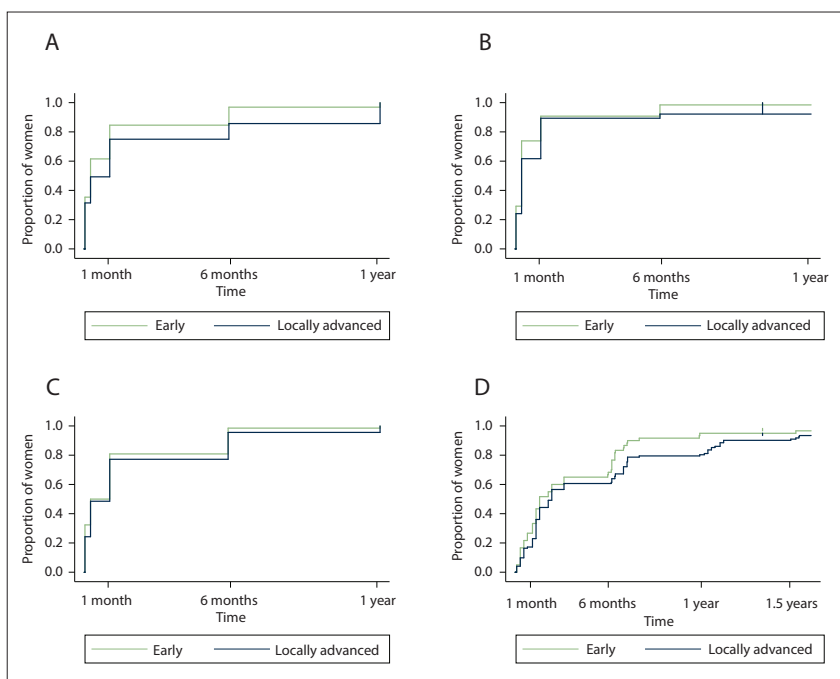 A
Proportion of women
1.0
0.8
0.6
0.4
0.2
0.0
1 month 6 months 1 year
Time
Early Locally advanced
B
Proportion of women
1.0
0.8
0.6
0.4
0.2
0.0
1 month 6 months 1 year
Time
Early Locally advanced
C
Proportion of women
1.0
0.8
0.6
0.4
0.2
0.0
1 month 6 months 1 year
Time
Early Locally advanced
D
Proportion of women
1.0
0.8
0.6
0.4
0.2
0.0
1 month 6 months 1 year 1.5 years
Time
Early Locally advanced